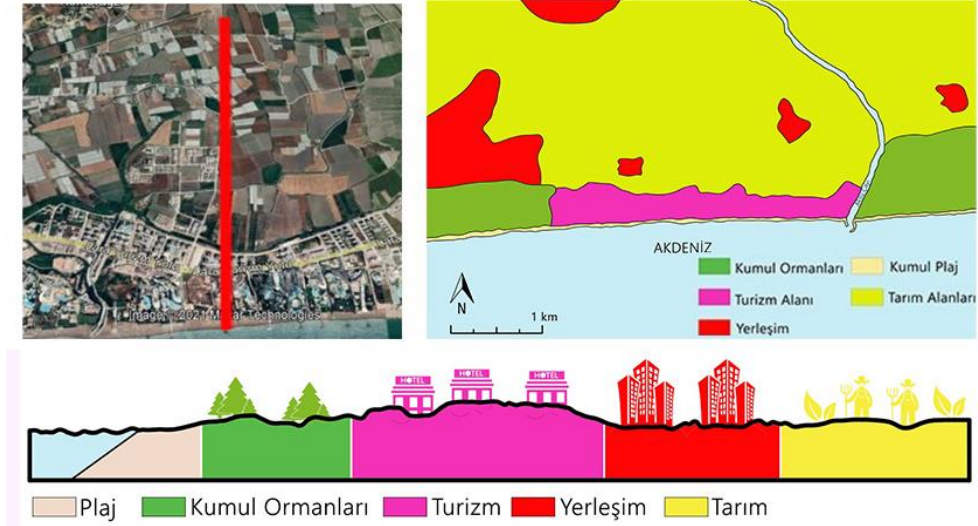 Image © 2021 Maxar Technologies
AKDENİZ
Kumul Ormanları
Kumul Plaj
Turizm Alanı
Tarım Alanları
Yerleşim
N
1 km
HOTEL
HOTEL
HOTEL
Plaj
Kumul Ormanları
Turizm
Yerleşim
Tarım